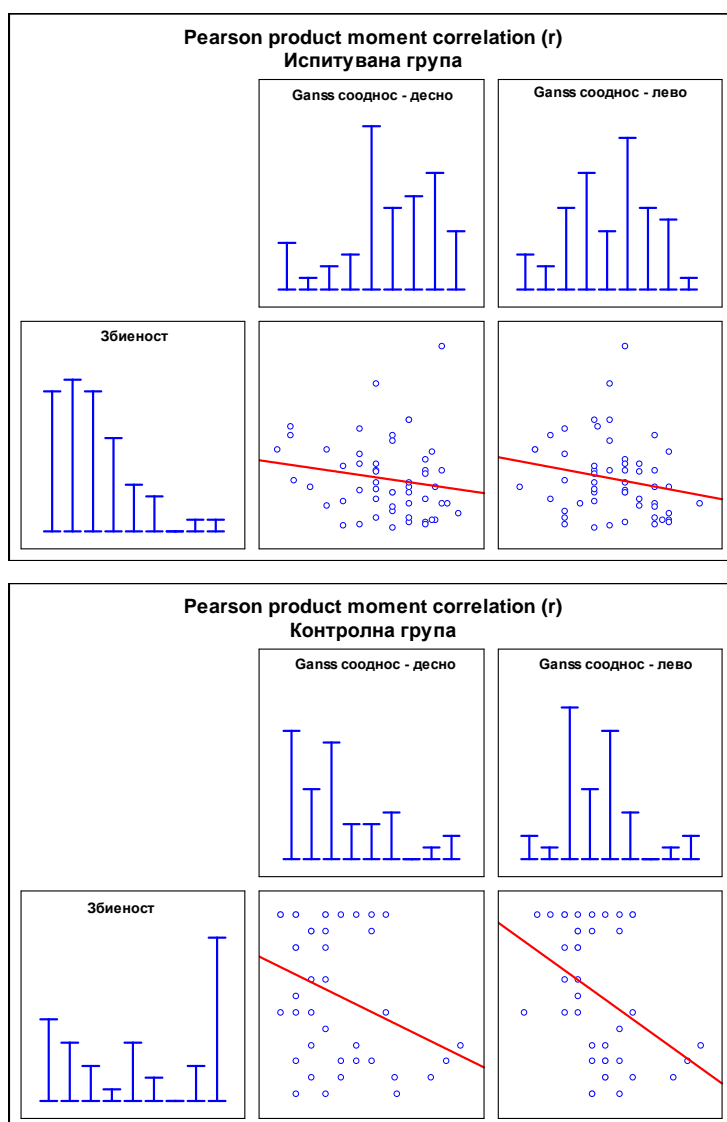 Pearson product moment correlation (r)
Испитувана група
Ganss сооднос - десно
Ganss сооднос - лево
Збиеност
Pearson product moment correlation (r)
Контролна група
Ganss сооднос - десно
Ganss сооднос - лево
Збиеност